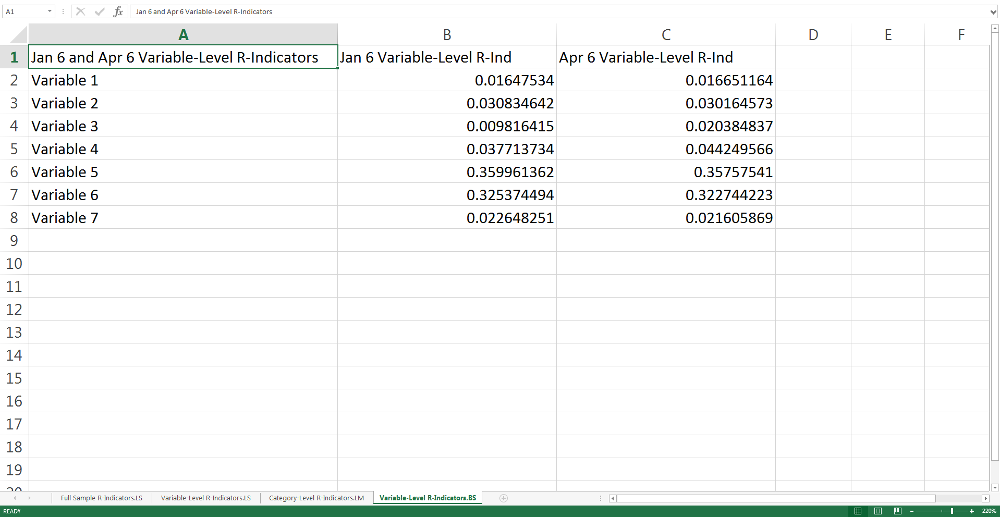 A1 fx Jan 6 and Apr 6 Variable-Level R-Indicators
A B C D E F
1 Jan 6 and Apr 6 Variable-Level R-Indicators Jan 6 Variable-Level R-Ind Apr 6 Variable-Level R-Ind
2 Variable 1 0.01647534 0.016651164
3 Variable 2 0.030834642 0.030164573
4 Variable 3 0.009816415 0.020384837
5 Variable 4 0.037713734 0.044249566
6 Variable 5 0.359961362 0.35757541
7 Variable 6 0.325374494 0.322744223
8 Variable 7 0.022648251 0.021605869
9
10
11
12
13
14
15
16
17
18
19
20
Full Sample R-Indicators.LS Variable-Level R-Indicators.LS Category-Level R-Indicators.LM Variable-Level R-Indicators.BS
READY 220%